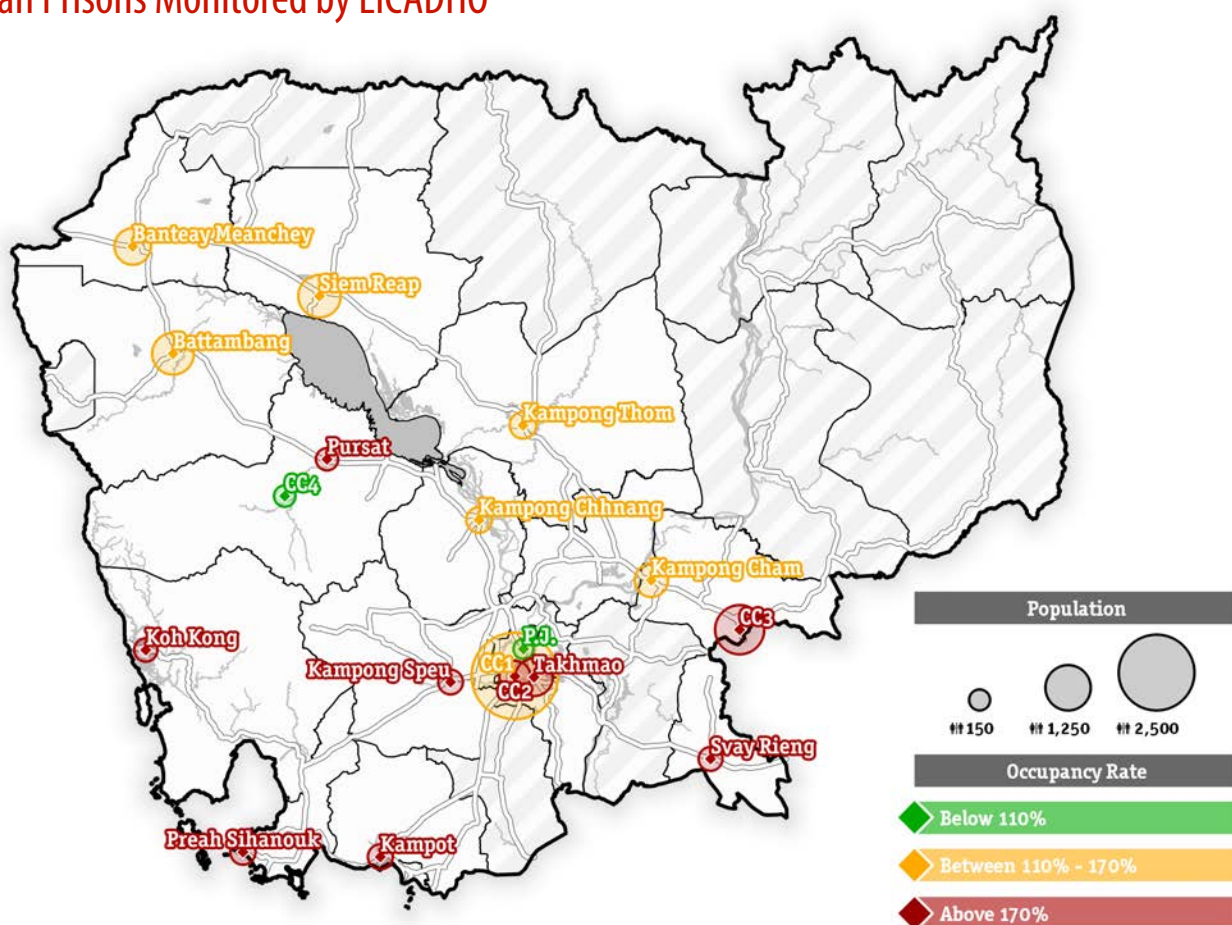 an Prisons Monitored by LICADHO
Banteay Meanchey
Siem Reap
Battambang
Kampong Thom
Pursat
CC4
Kampong Chhnang
Kampong Cham
CC3
P.J.
Koh Kong
CC1
Takhmao
Kampong Speu
CC2
Svay Rieng
Preah Sihanouk
Kampot
Population
150
1,250
2,500
Occupancy Rate
Below 110%
Between 110% - 170%
Above 170%